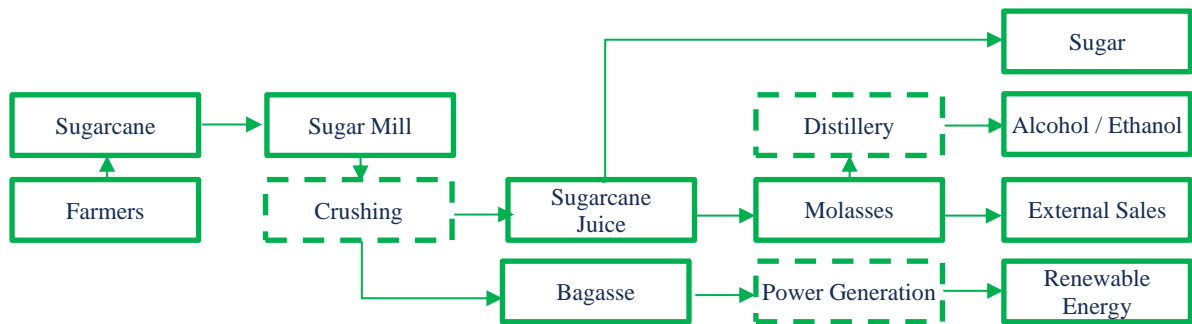 Sugar
Sugarcane
Sugar Mill
Distillery
Alcohol / Ethanol
Farmers
Crushing
Sugarcane
Juice
Molasses
External Sales
Bagasse
Power Generation
Renewable
Energy